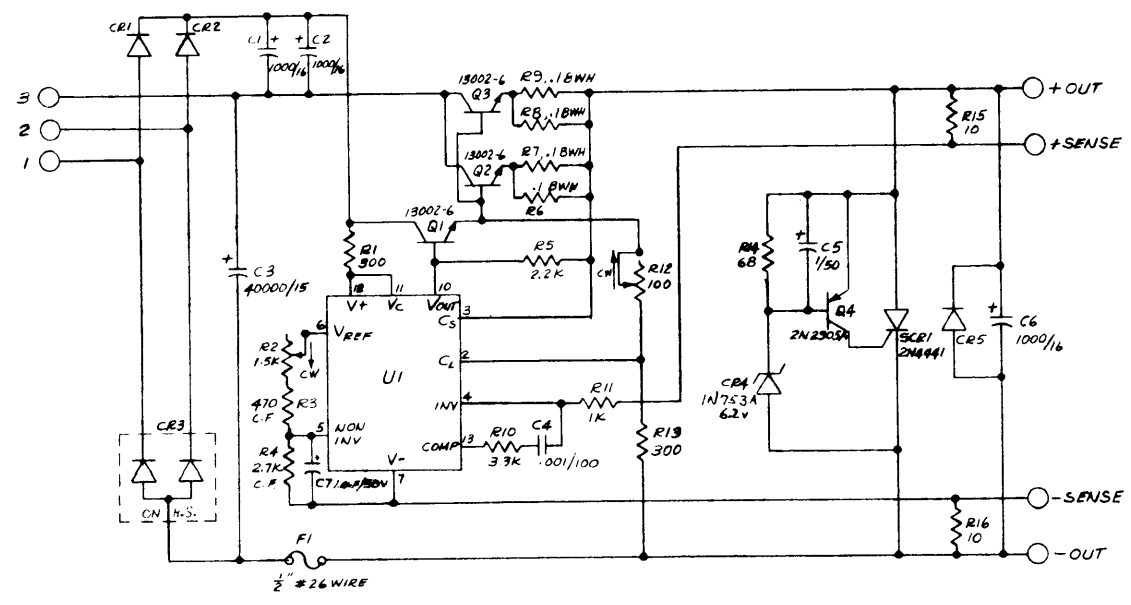 CR1
CR2
C1 +
1000/16
+ C2
1000/16
3
2
1
13002-6
Q3
R9, .1 BWH
R8, .1 BWH
13002-6
Q2
R7, .1 BWH
.1 BWH
R6
13002-6
Q1
+OUT
R15
10
+SENSE
R1
300
R5
2.2K
CW
R12
100
+
C3
40000/15
12
V+
11
VC
10
VOUT
6
VREF
CS
3
CL
2
U1
INV
4
COMP
13
5
NON
INV
V-
7
R2
1.5K
CW
470
C.F
R3
R4
2.7K
C.F.
+
C7
R11
1K
R10
3.3K
C4
.001/100
R13
300
R14
68
+
C5
1/50
Q4
2N2905A
SCR1
2N4441
CR4
1N753A
6.2V
CR5
+
C6
1000/16
CR3
ON H.S.
F1
1/2" #26 WIRE
-SENSE
R16
10
-OUT